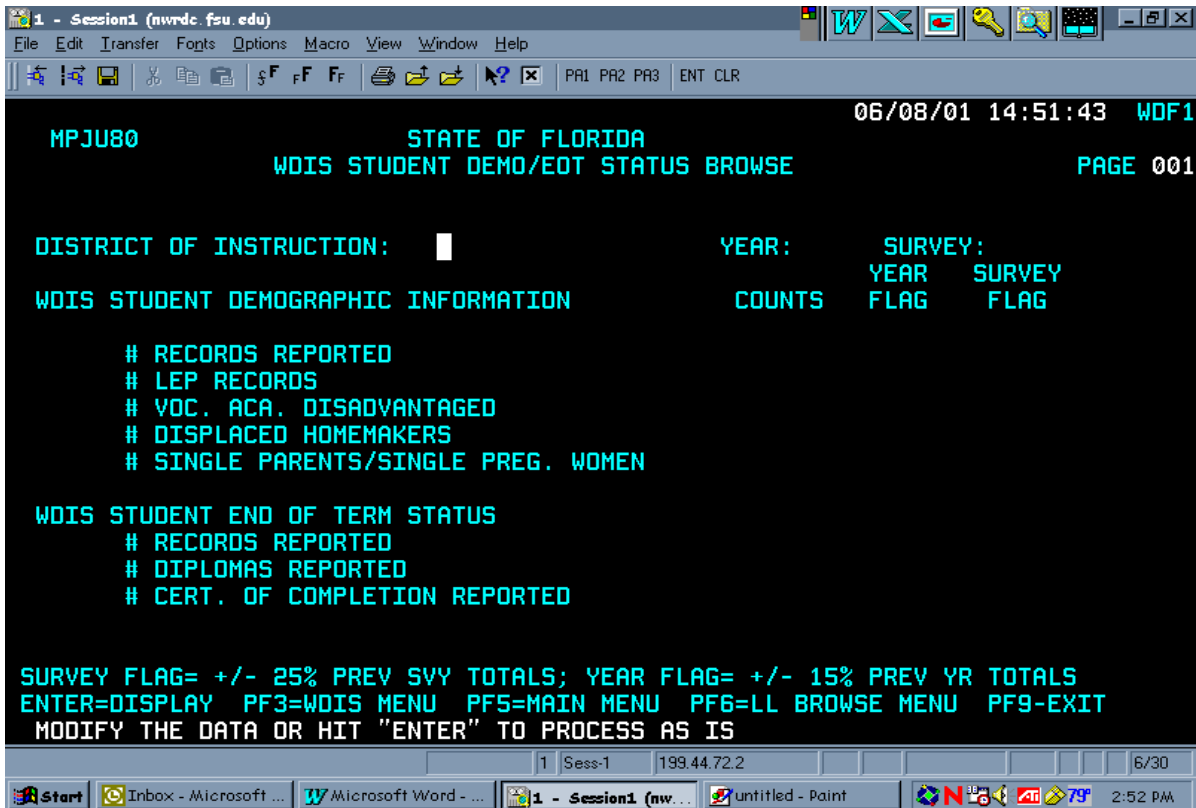 1 - Session1 (nwrdc.fsu.edu)
File Edit Transfer Fonts Options Macro View Window Help
PA1 PA2 PA3 ENT CLR
06/08/01 14:51:43 WDF1
MPJU80 STATE OF FLORIDA
WDIS STUDENT DEMO/EOT STATUS BROWSE PAGE 001
DISTRICT OF INSTRUCTION: YEAR: SURVEY:
YEAR SURVEY
WDIS STUDENT DEMOGRAPHIC INFORMATION COUNTS FLAG FLAG
# RECORDS REPORTED
# LEP RECORDS
# VOC. ACA. DISADVANTAGED
# DISPLACED HOMEMAKERS
# SINGLE PARENTS/SINGLE PREG. WOMEN
WDIS STUDENT END OF TERM STATUS
# RECORDS REPORTED
# DIPLOMAS REPORTED
# CERT. OF COMPLETION REPORTED
SURVEY FLAG= +/- 25% PREV SVY TOTALS; YEAR FLAG= +/- 15% PREV YR TOTALS
ENTER=DISPLAY PF3=WDIS MENU PF5=MAIN MENU PF6=LL BROWSE MENU PF9-EXIT
MODIFY THE DATA OR HIT "ENTER" TO PROCESS AS IS
1 Sess-1 199.44.72.2 6/30
Start Inbox - Microsoft ... Microsoft Word - ... 1 - Session1 (nw... untitled - Paint 79° 2:52 PM